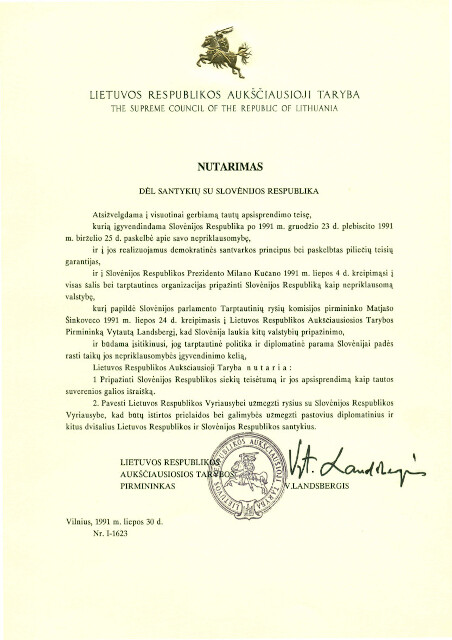 LIETUVOS RESPUBLIKOS AUKŠČIAUSIOJI TARYBA
THE SUPREME COUNCIL OF THE REPUBLIC OF LITHUANIA
NUTARIMAS
DĖL SANTYKIŲ SU SLOVĖNIJOS RESPUBLIKA
Atsižvelgdama į visuotinai gerbiamą tautų apsisprendimo teisę,
kurią įgyvendindama Slovėnijos Respublika po 1991 m. gruodžio 23 d. plebiscito 1991
m. birželio 25 d. paskelbė apie savo nepriklausomybę,
ir į jos realizuojamus demokratinės santvarkos principus bei paskelbtas piliečių teisių
garantijas,
ir į Slovėnijos Respublikos Prezidento Milano Kučano 1991 m. liepos 4 d. kreipimąsi į
visas šalis bei tarptautines organizacijas pripažinti Slovėnijos Respubliką kaip nepriklausomą
valstybę,
kurį papildė Slovėnijos parlamento Tarptautinių ryšių komisijos pirmininko Matjažo
Šinkoveco 1991 m. liepos 24 d. kreipimasis į Lietuvos Respublikos Aukščiausiosios Tarybos
Pirmininką Vytautą Landsbergį, kad Slovėnija laukia kitų valstybių pripažinimo,
ir būdama įsitikinusi, jog tarptautinė politika ir diplomatinė parama Slovėnijai padės
rasti taikų jos nepriklausomybės įgyvendinimo kelią,
Lietuvos Respublikos Aukščiausioji Taryba n u t a r i a :
1 Pripažinti Slovėnijos Respublikos siekių teisėtumą ir jos apsisprendimą kaip tautos
suverenios galios išraišką.
2. Pavesti Lietuvos Respublikos Vyriausybei užmegzti ryšius su Slovėnijos Respublikos
Vyriausybe, kad būtų ištirtos prielaidos bei galimybės užmegzti pastovius diplomatinius ir
kitus dvišalius Lietuvos Respublikos ir Slovėnijos Respublikos santykius.
LIETUVOS RESPUBLIKOS
AUKŠČIAUSIOSIOS TARYBOS
PIRMININKAS
Vyt. Landsbergis
V.LANDSBERGIS
LIETUVOS RESPUBLIKOS AUKŠČIAUSIOJI TARYBA
Vilnius, 1991 m. liepos 30 d.
Nr. I-1623